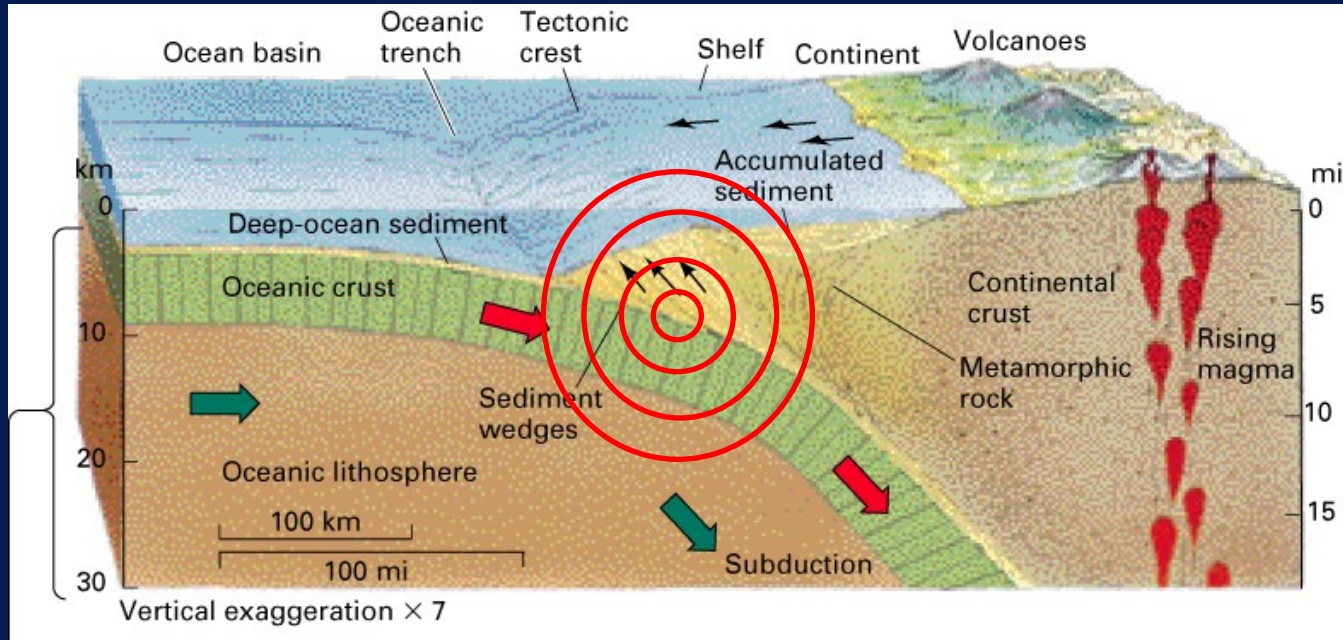 Ocean basin
Oceanic
trench
Tectonic
crest
Shelf
Continent
Volcanoes
km
mi
Accumulated
sediment
0
0
Deep-ocean sediment
Oceanic crust
Continental
crust
5
10
Rising
magma
Metamorphic
rock
Sediment
wedges
10
20
Oceanic lithosphere
15
100 km
100 mi
Subduction
30
Vertical exaggeration × 7